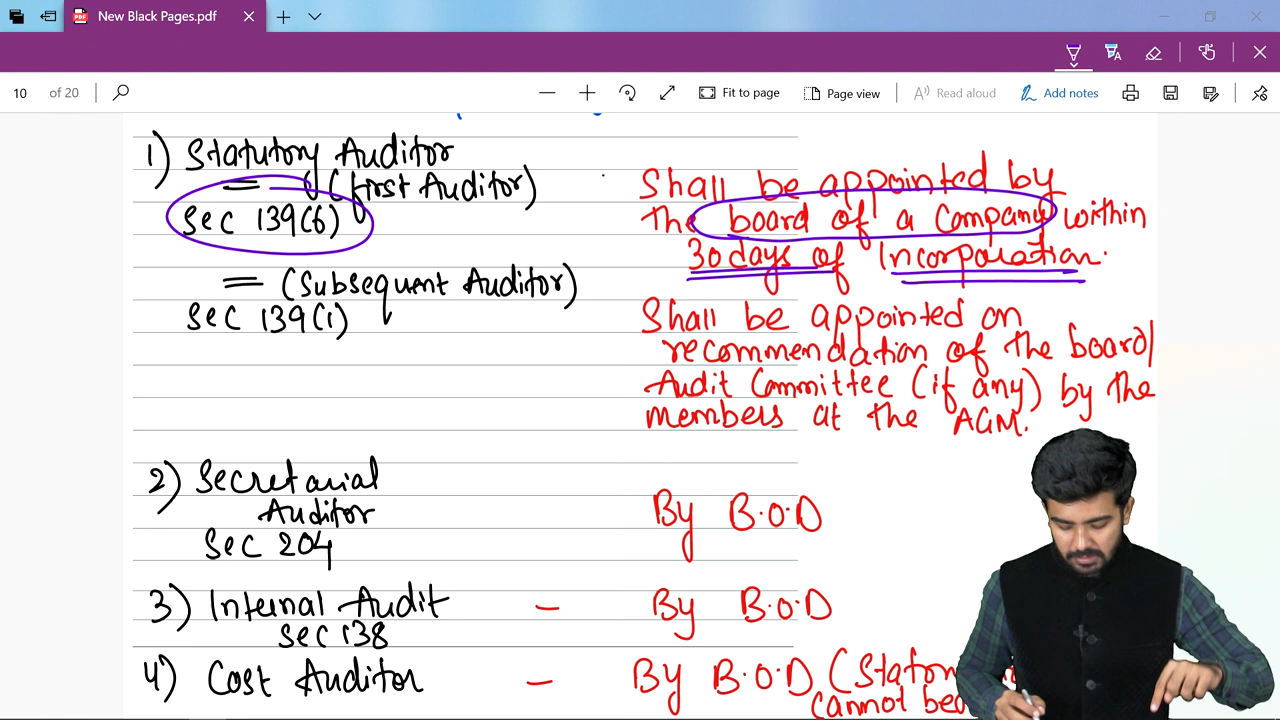 New Black Pages.pdf
10 of 20
Fit to page
Page view
Read aloud
Add notes
1) Statutory Auditor
= (first Auditor)
Sec 139(6)
Shall be appointed by
the board of a Company within
30 days of Incorporation.
= (Subsequent Auditor)
Sec 139(1)
Shall be appointed on
recommendation of the board/
Audit Committee (if any) by the
members at the AGM.
2) Secretarial
Auditor
Sec 204
By B.O.D
3) Internal Audit - By B.O.D
Sec 138
4) Cost Auditor - By B.O.D (
cannot